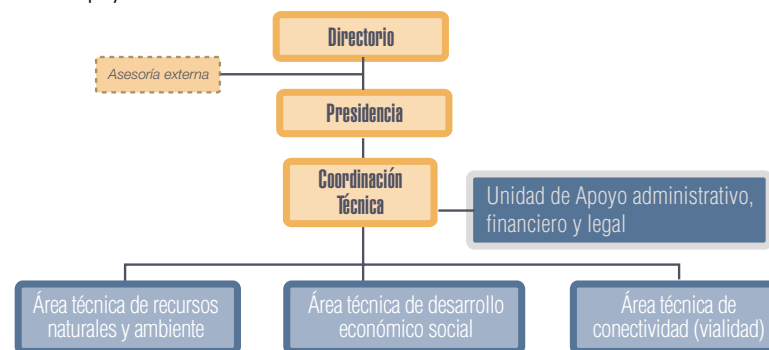 Directorio
Asesoría externa
Presidencia
Coordinación
Técnica
Unidad de Apoyo administrativo,
financiero y legal
Área técnica de recursos
naturales y ambiente
Área técnica de desarrollo
económico social
Área técnica de
conectividad (vialidad)